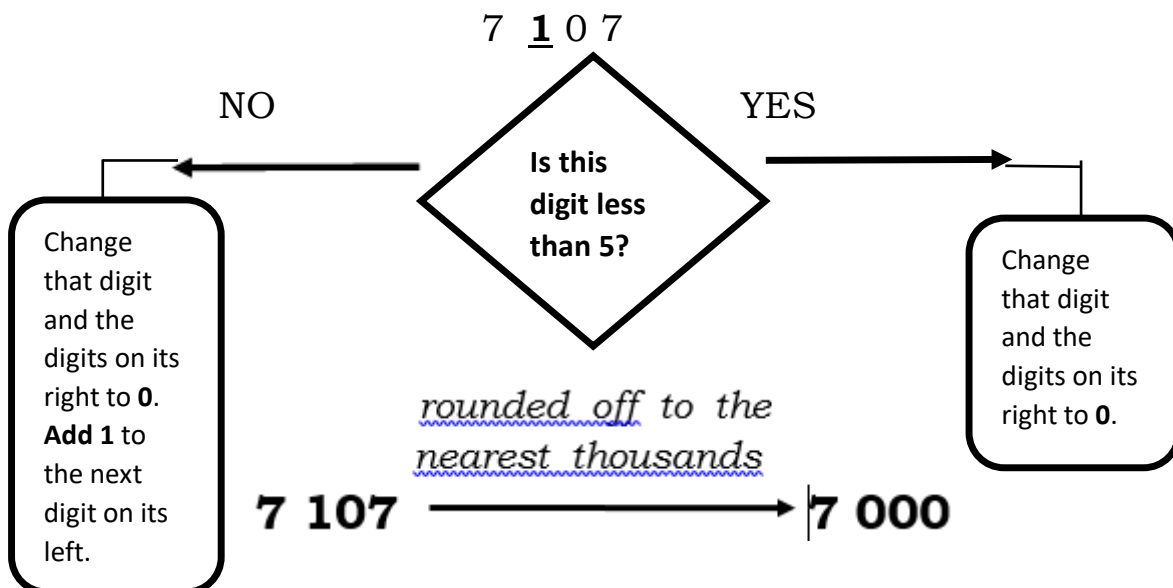 7 1 0 7
NO
YES
Is this
digit less
than 5?
Change
that digit
and the
digits on its
right to 0.
Add 1 to
the next
digit on its
left.
Change
that digit
and the
digits on its
right to 0.
rounded off to the
nearest thousands
7 107
7 000